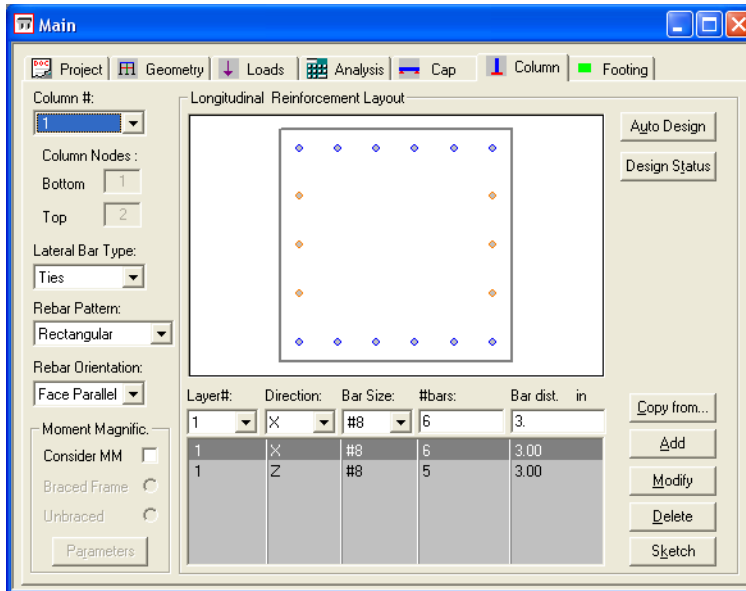 Main
DOC Project Geometry Loads Analysis Cap Column Footing
Column #:
1
Column Nodes :
Bottom 1
Top 2
Lateral Bar Type:
Ties
Rebar Pattern:
Rectangular
Rebar Orientation:
Face Parallel
Moment Magnific.
Consider MM
Braced Frame
Unbraced
Parameters
Longitudinal Reinforcement Layout
Layer#: Direction: Bar Size: #bars: Bar dist. in
1 X #8 6 3.
1 X #8 6 3.00
1 Z #8 5 3.00
Auto Design
Design Status
Copy from...
Add
Modify
Delete
Sketch